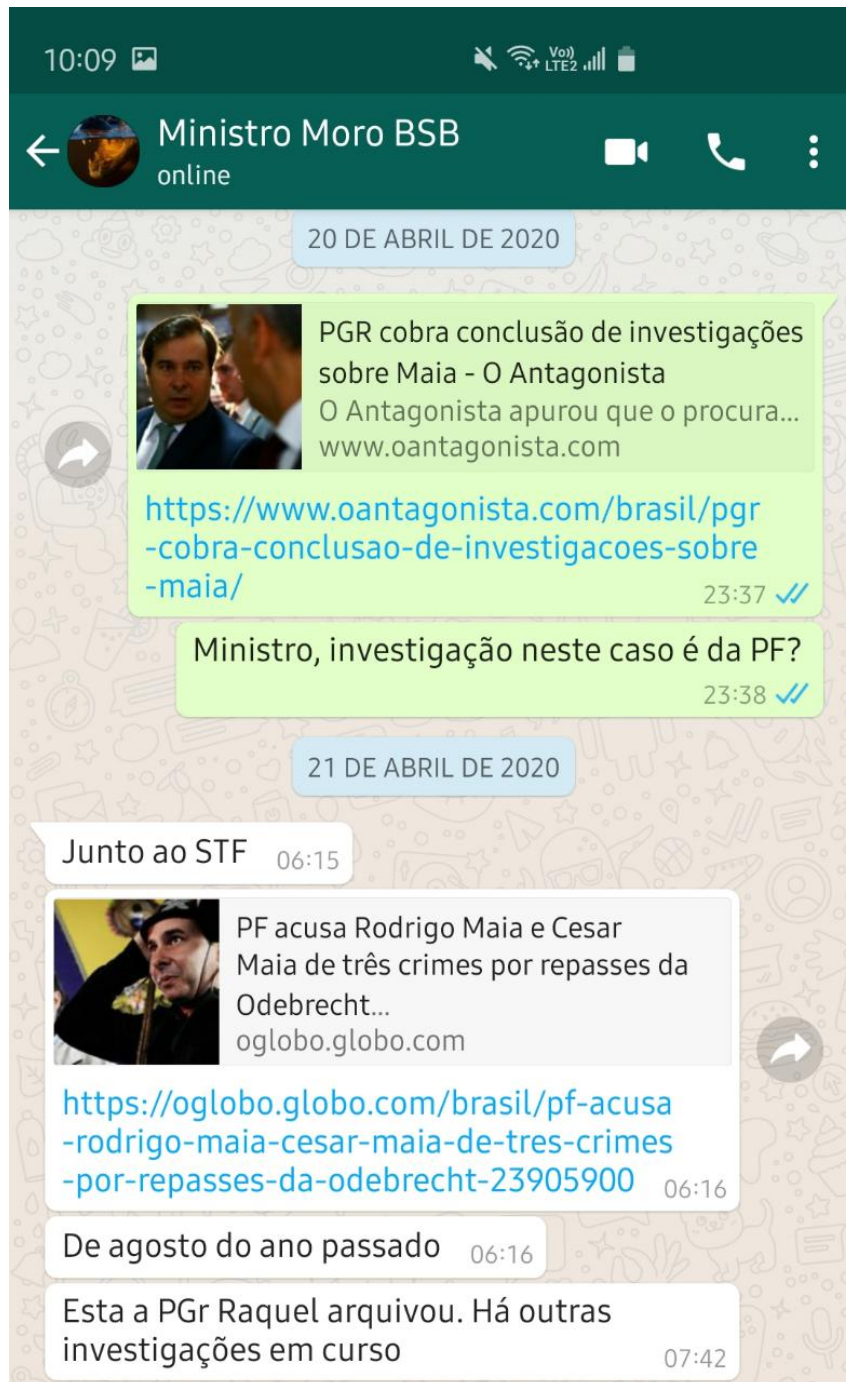 10:09
Vo))
LTE2
Ministro Moro BSB
online
20 DE ABRIL DE 2020
PGR cobra conclusão de investigações
sobre Maia - O Antagonista
O Antagonista apurou que o procura...
www.oantagonista.com
https://www.oantagonista.com/brasil/pgr
-cobra-conclusao-de-investigacoes-sobre
-maia/
23:37
Ministro, investigação neste caso é da PF?
23:38
21 DE ABRIL DE 2020
Junto ao STF 06:15
PF acusa Rodrigo Maia e Cesar
Maia de três crimes por repasses da
Odebrecht...
oglobo.globo.com
https://oglobo.globo.com/brasil/pf-acusa
-rodrigo-maia-cesar-maia-de-tres-crimes
-por-repasses-da-odebrecht-23905900 06:16
De agosto do ano passado 06:16
Esta a PGr Raquel arquivou. Há outras
investigações em curso 07:42